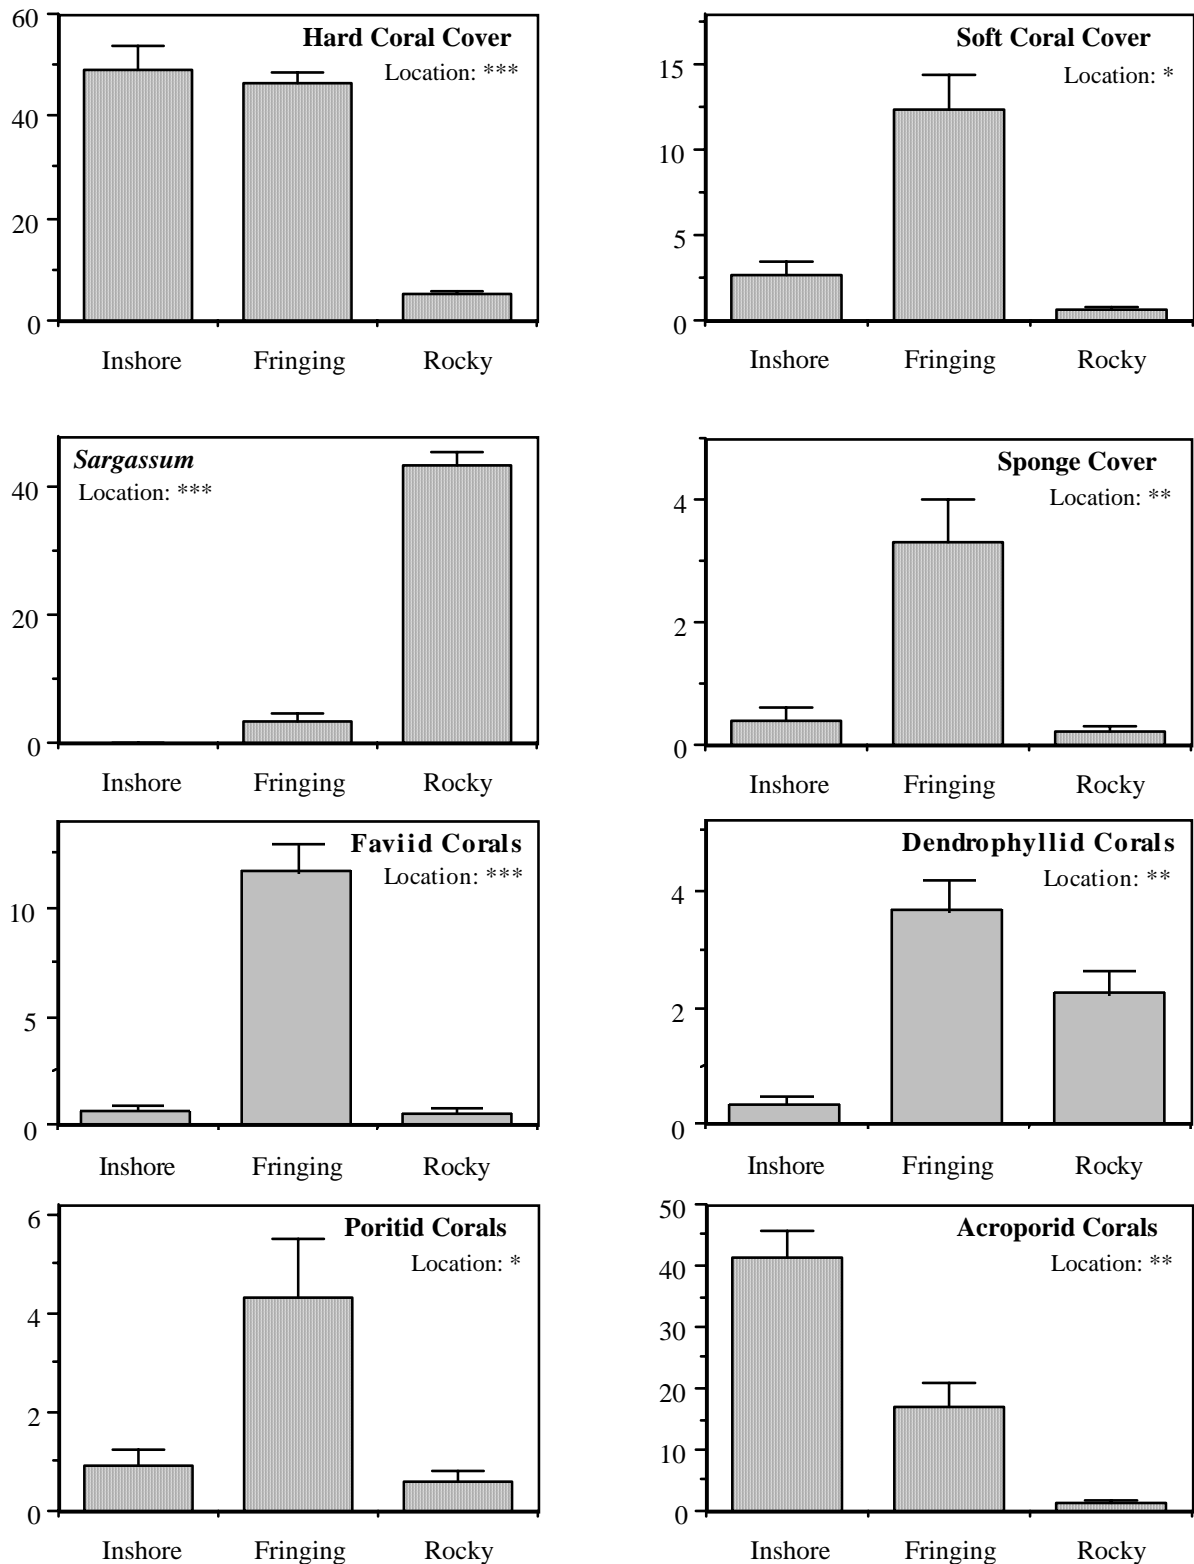 Hard Coral Cover
Location: ***
60
40
20
0
Inshore Fringing Rocky
Soft Coral Cover
Location: *
15
10
5
0
Inshore Fringing Rocky
Sargassum
Location: ***
40
20
0
Inshore Fringing Rocky
Sponge Cover
Location: **
4
2
0
Inshore Fringing Rocky
Faviid Corals
Location: ***
10
5
0
Inshore Fringing Rocky
Dendrophyllid Corals
Location: **
4
2
0
Inshore Fringing Rocky
Poritid Corals
Location: *
6
4
2
0
Inshore Fringing Rocky
Acroporid Corals
Location: **
50
40
30
20
10
0
Inshore Fringing Rocky